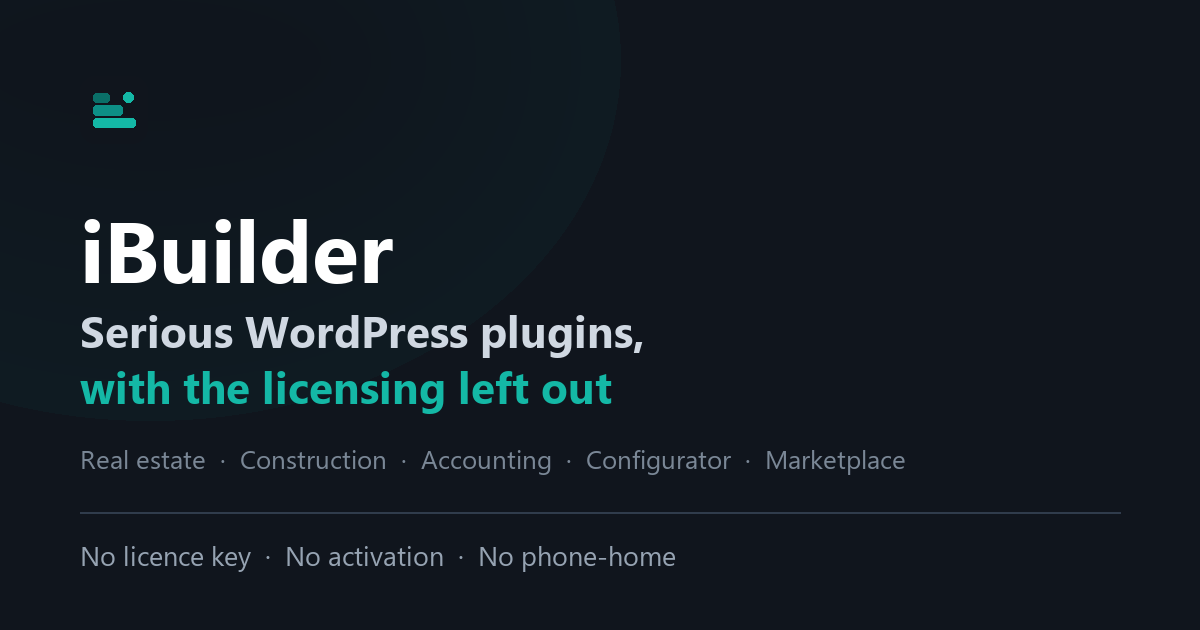 iBuilder
Serious WordPress plugins,
with the licensing left out
Real estate · Construction · Accounting · Configurator · Marketplace
No licence key · No activation · No phone-home